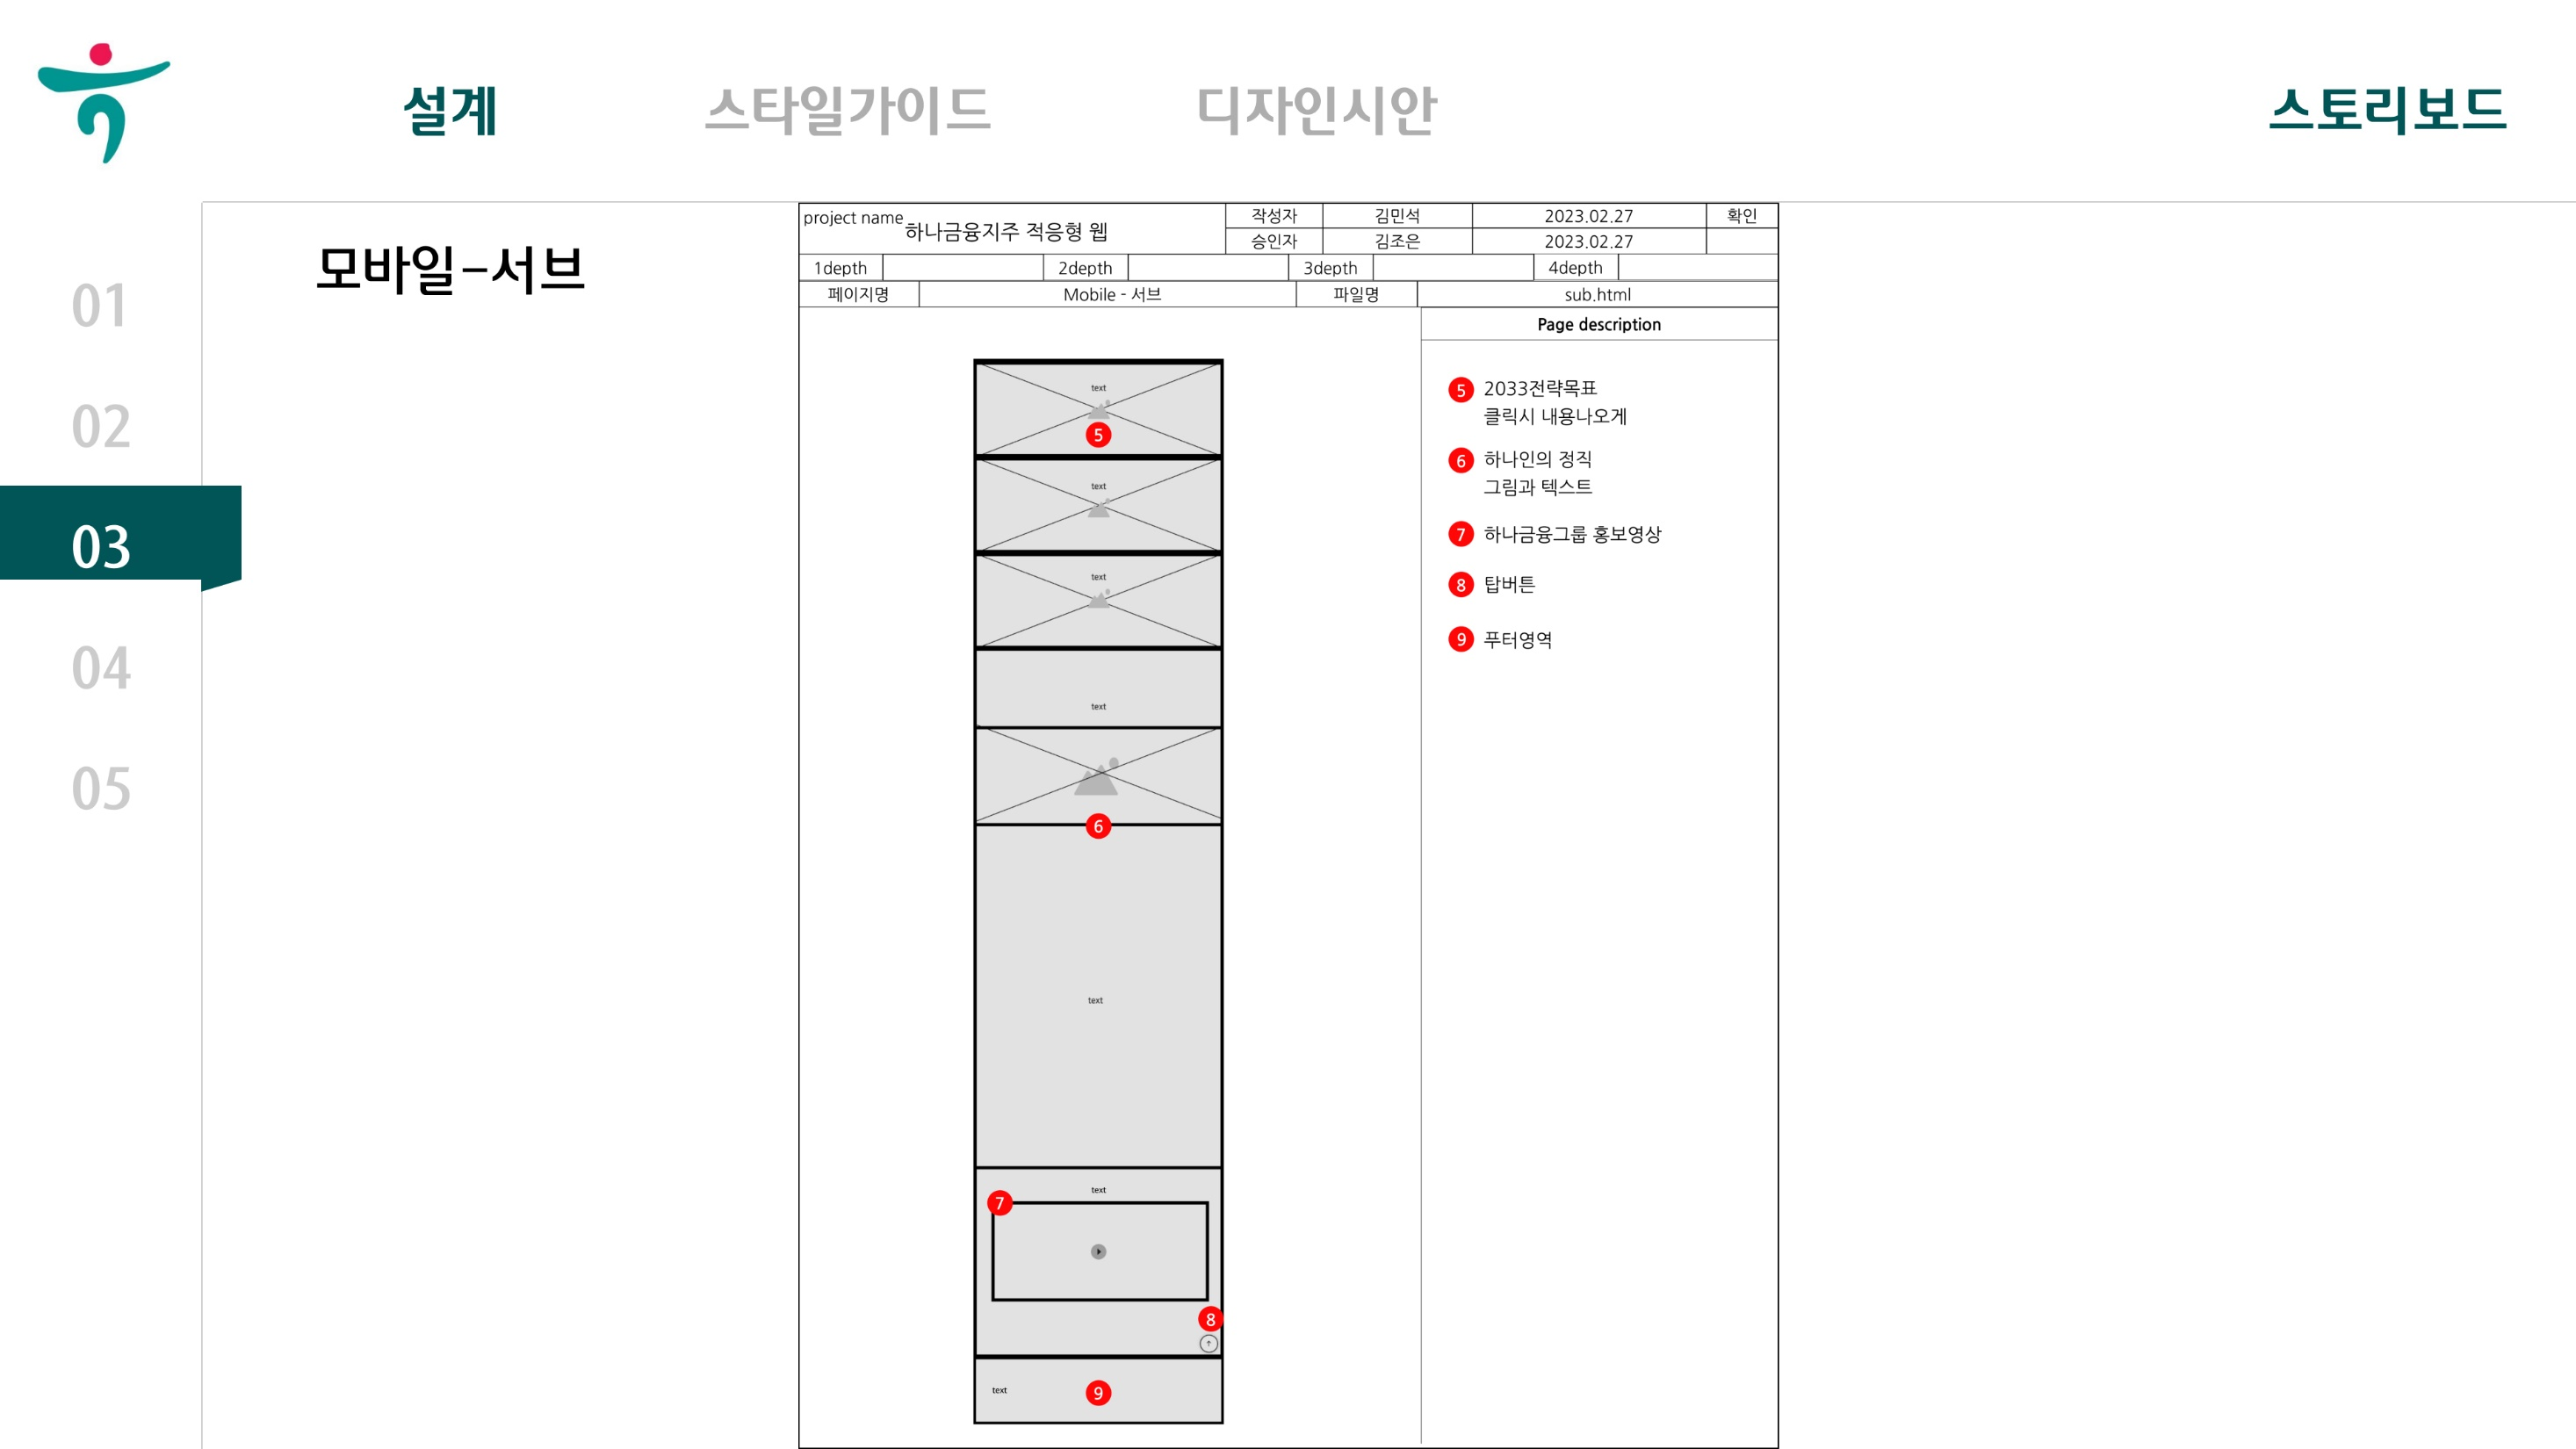 설계 스타일가이드 디자인시안 스토리보드
모바일-서브
01
02
03
04
05
project name 하나금융지주 적응형 웹
작성자 김민석 2023.02.27 확인
승인자 김조은 2023.02.27
1depth 2depth 3depth 4depth
페이지명 Mobile - 서브 파일명 sub.html
text
5
text
text
text
6
text
text
7
8
text 9
Page description
5 2033전략목표
클릭시 내용나오게
6 하나인의 정직
그림과 텍스트
7 하나금융그룹 홍보영상
8 탑버튼
9 푸터영역